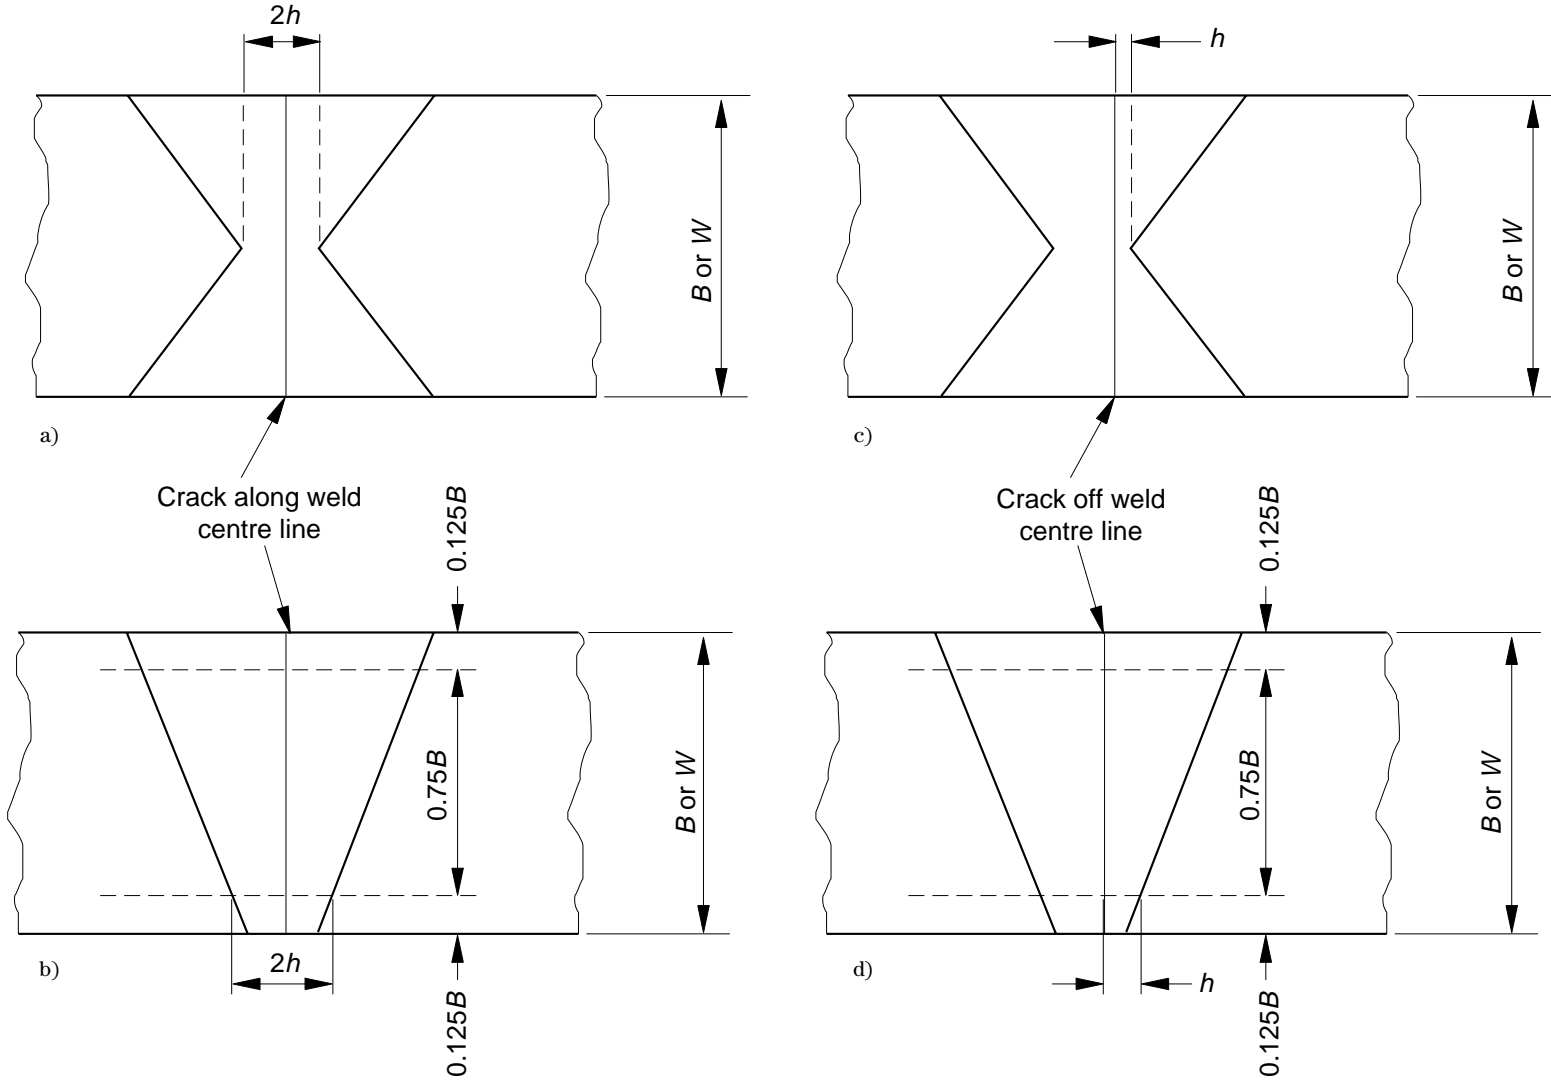 2h
h
B or W
B or W
a)
c)
Crack along weld
centre line
0.125B
Crack off weld
centre line
0.125B
0.75B
B or W
0.75B
B or W
b)
2h
0.125B
d)
h
0.125B